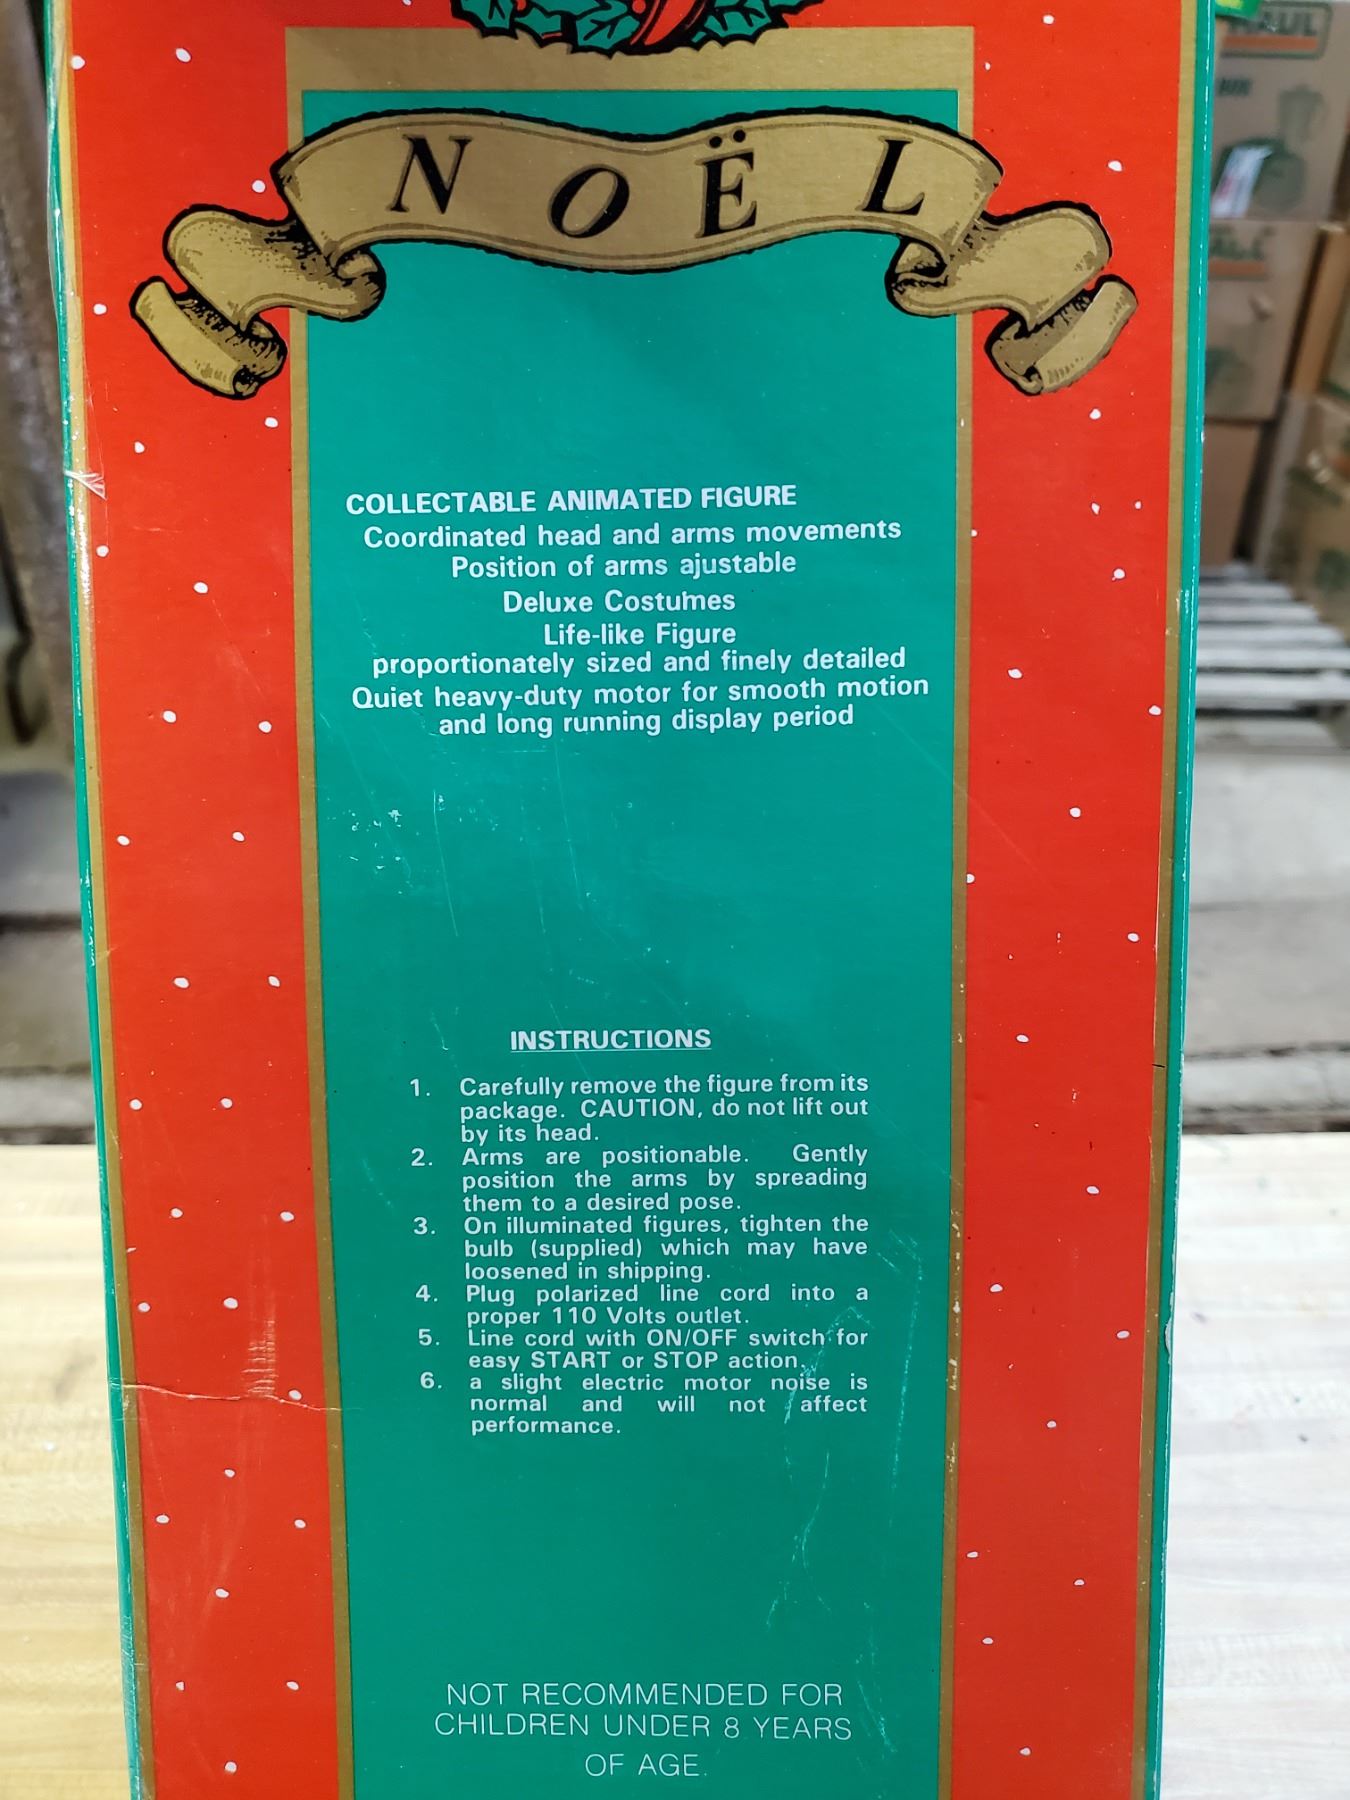 NOËL
COLLECTABLE ANIMATED FIGURE
Coordinated head and arms movements
Position of arms ajustable
Deluxe Costumes
Life-like Figure
proportionately sized and finely detailed
Quiet heavy-duty motor for smooth motion
and long running display period
INSTRUCTIONS
1. Carefully remove the figure from its
package. CAUTION, do not lift out
by its head.
2. Arms are positionable. Gently
position the arms by spreading
them to a desired pose.
3. On illuminated figures, tighten the
bulb (supplied) which may have
loosened in shipping.
4. Plug polarized line cord into a
proper 110 Volts outlet.
5. Line cord with ON/OFF switch for
easy START or STOP action.
6. a slight electric motor noise is
normal and will not affect
performance.
NOT RECOMMENDED FOR
CHILDREN UNDER 8 YEARS
OF AGE.